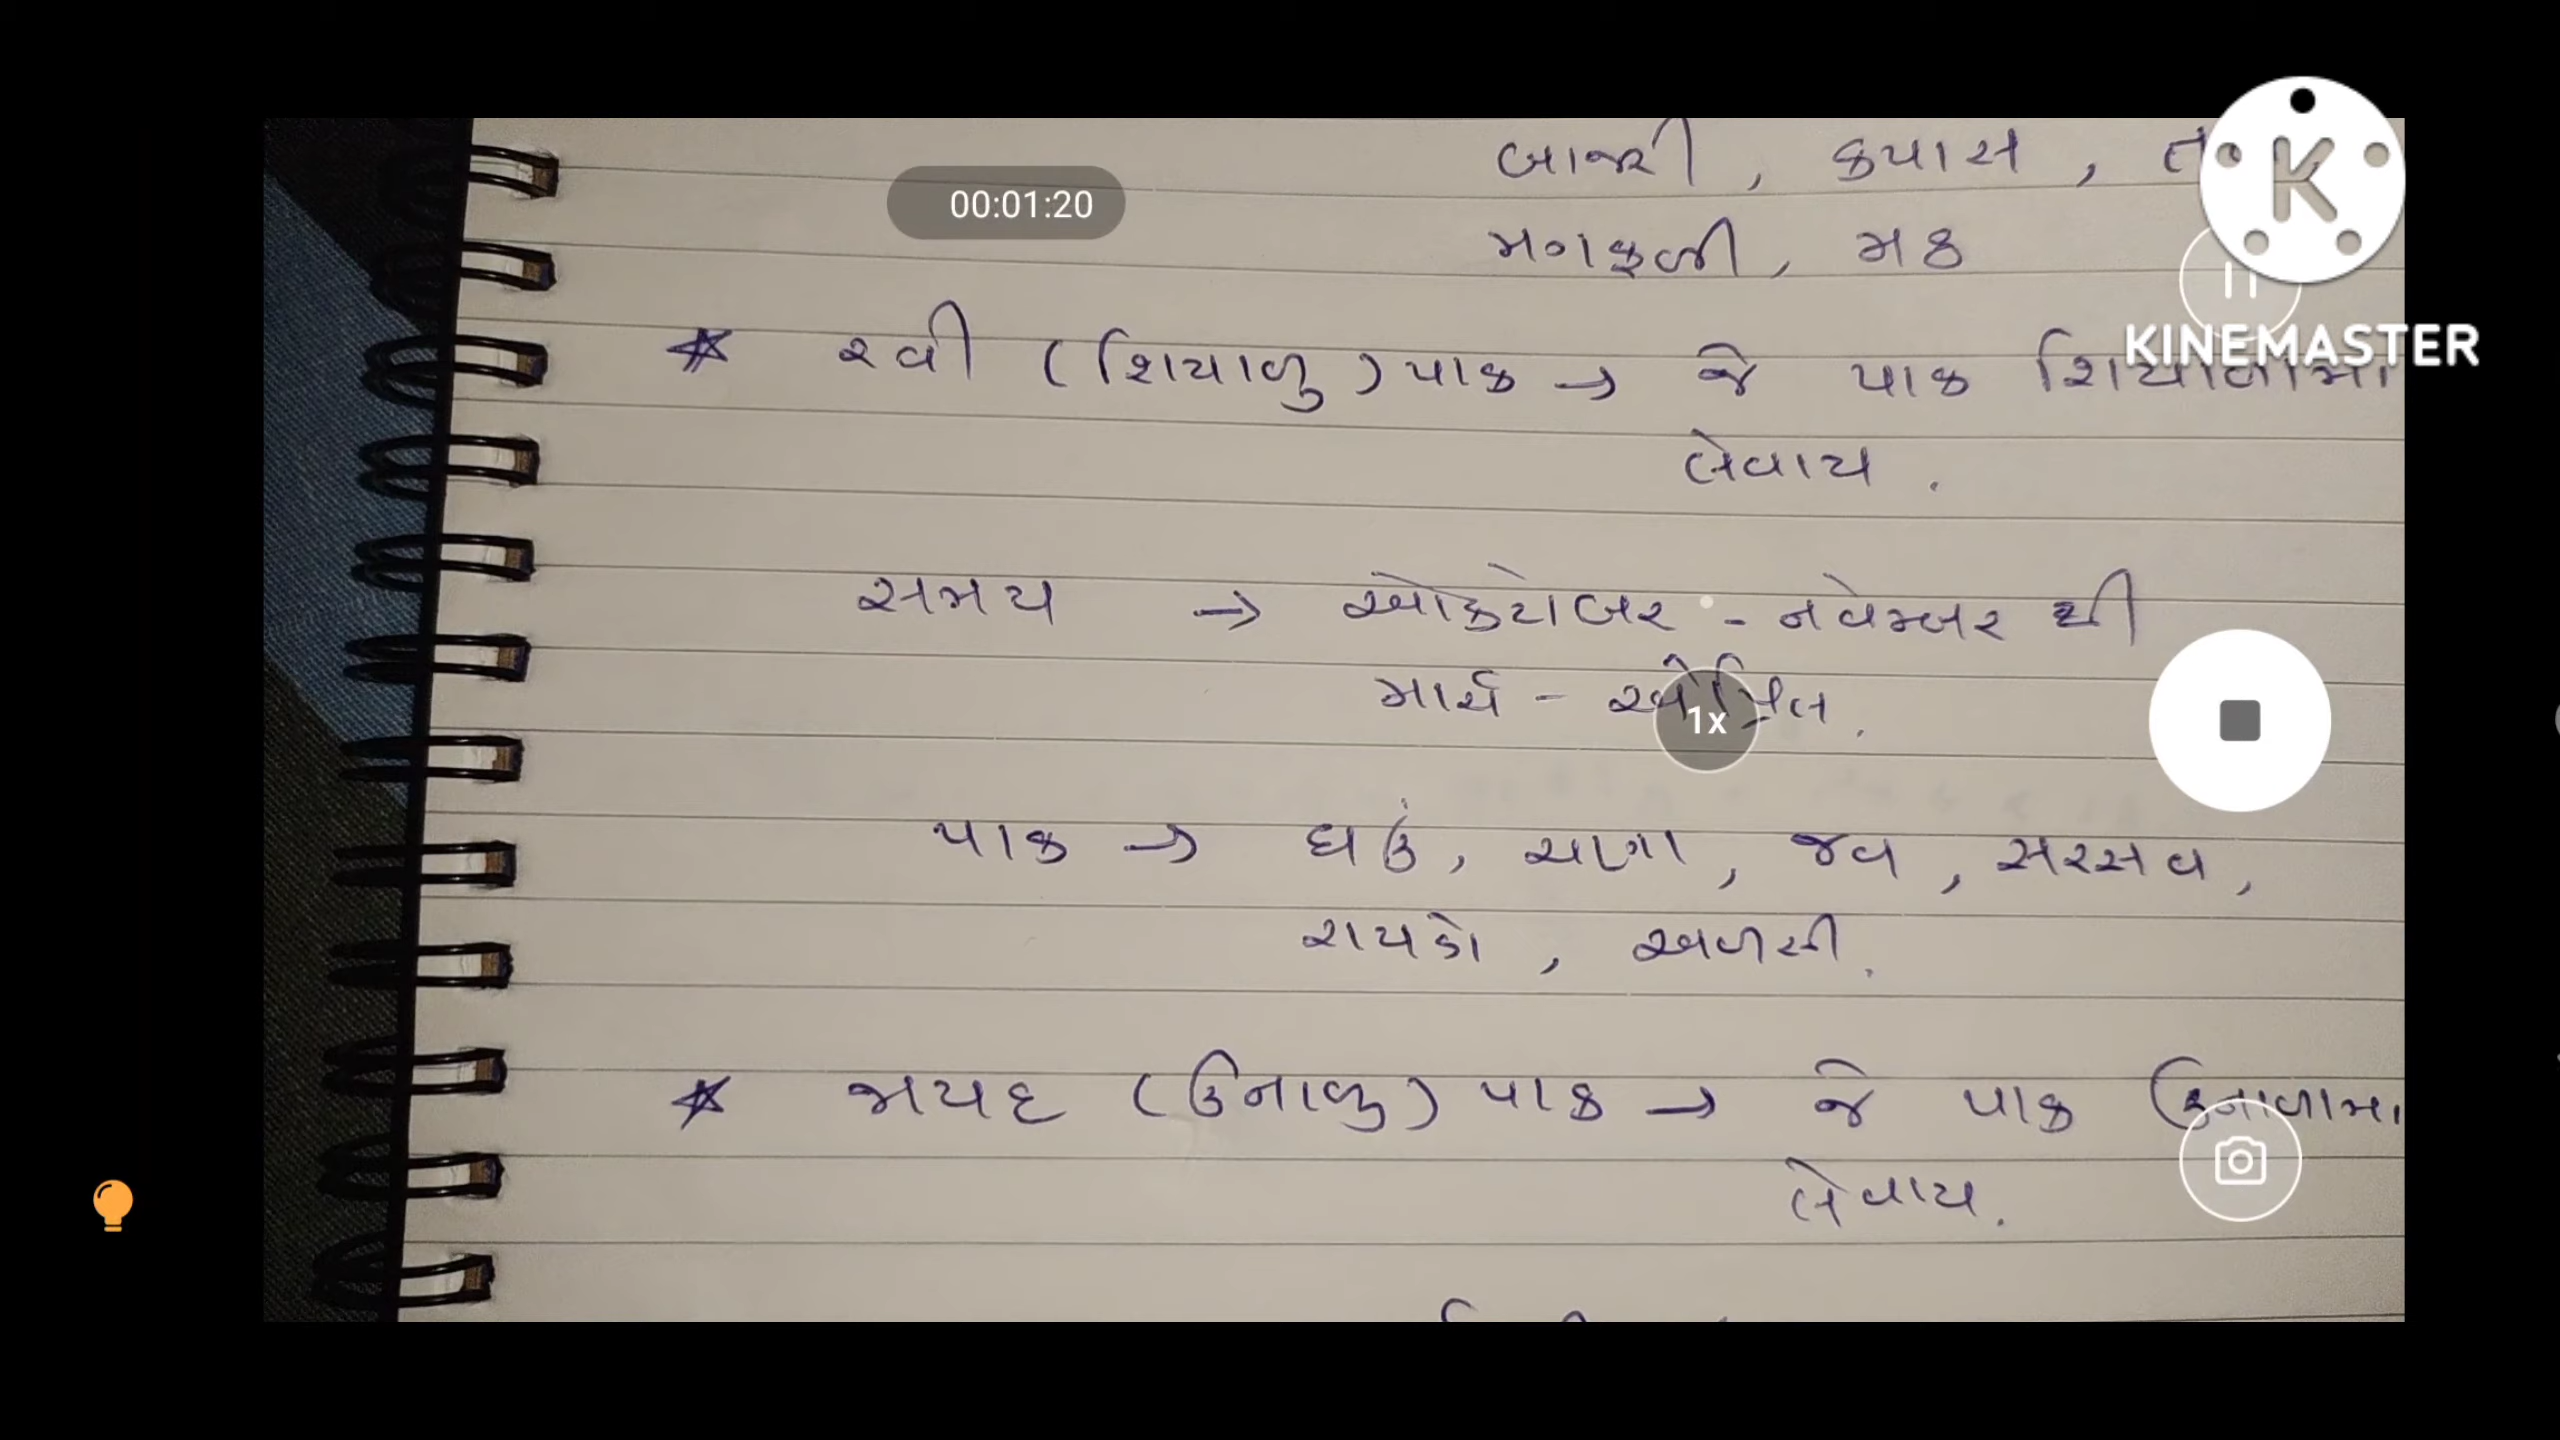 બાજરી, કપાસ,
00:01:20
મગફળી, મઠ
* રવી (શિયાળુ) પાક → જે પાક શિયાળામાં
KINEMASTER
લેવાય.
સમય → ઓક્ટોબર - નવેમ્બર થી
માર્ચ - એપ્રિલ.
1x
પાક → ઘઉં, ચણા, જવ, સરસવ,
રાયડો, અળસી.
* જાયદ (ઉનાળુ) પાક → જે પાક ઉનાળામાં
લેવાય.